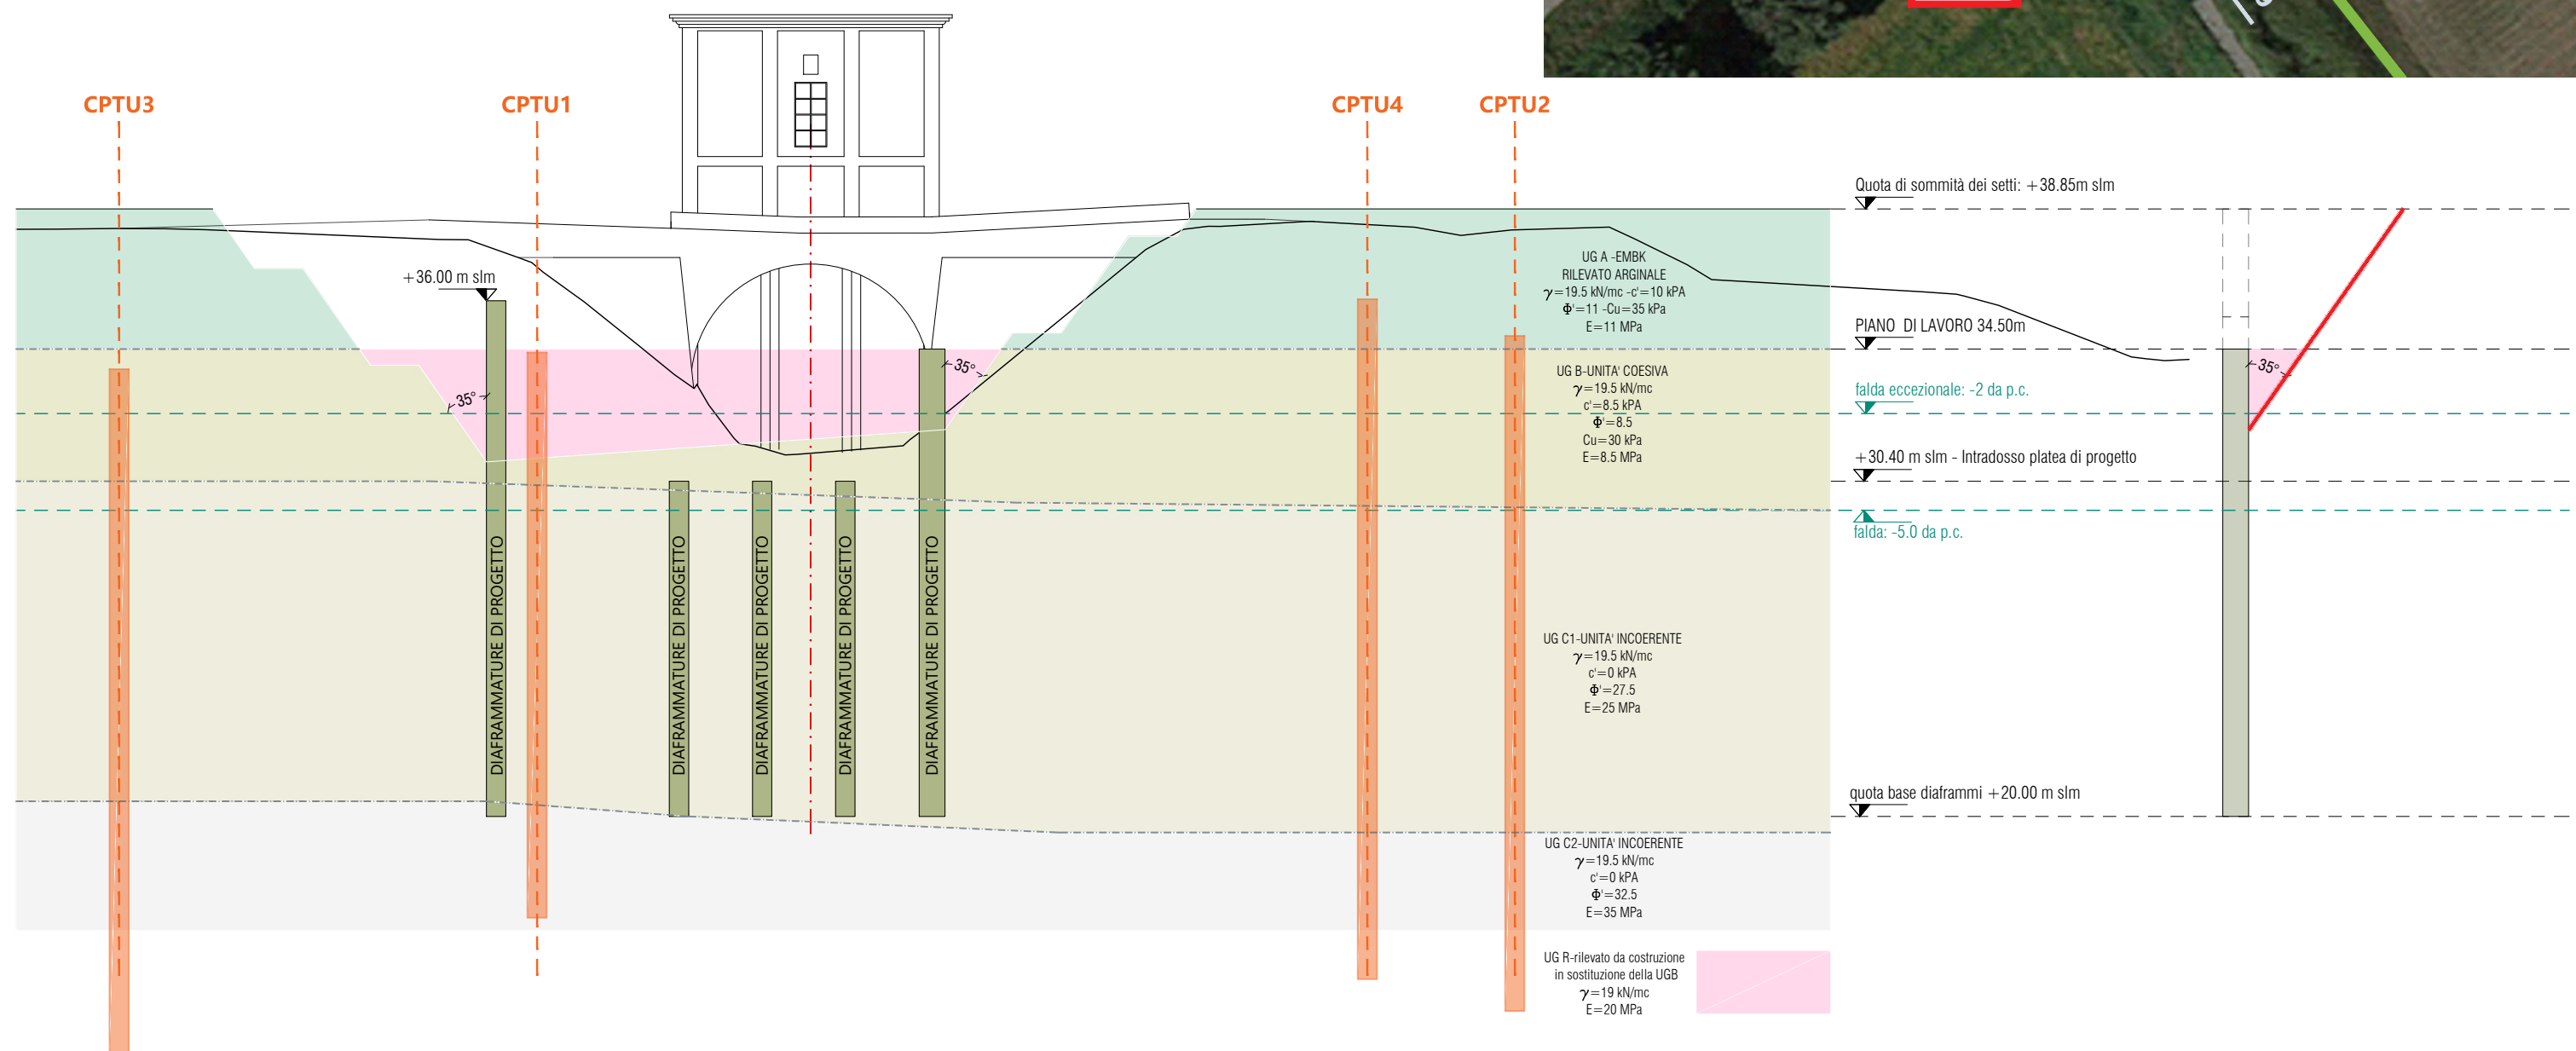 CPTU3
CPTU1
CPTU4
CPTU2
Quota di sommità dei setti: +38.85m slm
+36.00 m slm
UG A -EMBK
RILEVATO ARGINALE
γ=19.5 kN/mc -c'=10 kPA
Φ'=11 -Cu=35 kPa
E=11 MPa
PIANO  DI LAVORO 34.50m
35°
35°
35°
UG B-UNITA' COESIVA
γ=19.5 kN/mc
c'=8.5 kPA
Φ'=8.5
Cu=30 kPa
E=8.5 MPa
falda eccezionale: -2 da p.c.
+30.40 m slm - Intradosso platea di progetto
falda: -5.0 da p.c.
DIAFRAMMATURE DI PROGETTO
DIAFRAMMATURE DI PROGETTO
DIAFRAMMATURE DI PROGETTO
DIAFRAMMATURE DI PROGETTO
DIAFRAMMATURE DI PROGETTO
UG C1-UNITA' INCOERENTE
γ=19.5 kN/mc
c'=0 kPA
Φ'=27.5
E=25 MPa
quota base diaframmi +20.00 m slm
UG C2-UNITA' INCOERENTE
γ=19.5 kN/mc
c'=0 kPA
Φ'=32.5
E=35 MPa
UG R-rilevato da costruzione
in sostituzione della UGB
γ=19 kN/mc
E=20 MPa